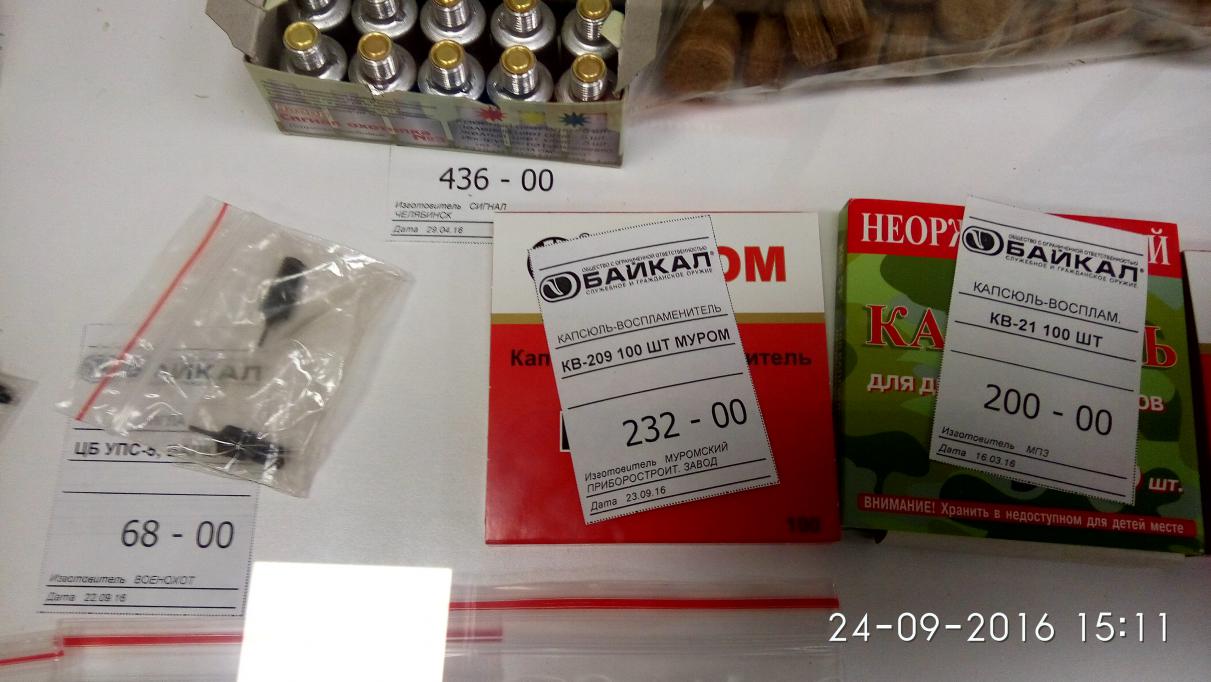 СИГНАЛ ОХОТНИКА
436 - 00
Изготовитель СИГНАЛ
ЧЕЛЯБИНСК
Дата 29.04.16
БАЙКАЛ
ЦБ УПС-5,
68 - 00
Изготовитель ВОЕНОХОТ
Дата 22.09.16
ОМ
ОБЩЕСТВО С ОГРАНИЧЕННОЙ ОТВЕТСТВЕННОСТЬЮ
БАЙКАЛ
СЛУЖЕБНОЕ И ГРАЖДАНСКОЕ ОРУЖИЕ
КАПСЮЛЬ-ВОСПЛАМЕНИТЕЛЬ
КВ-209 100 ШТ МУРОМ
232 - 00
Изготовитель МУРОМСКИЙ
ПРИБОРОСТРОИТ. ЗАВОД
Дата 23.09.16
100
НЕОРЖ Й
ОБЩЕСТВО С ОГРАНИЧЕННОЙ ОТВЕТСТВЕННОСТЬЮ
БАЙКАЛ
СЛУЖЕБНОЕ И ГРАЖДАНСКОЕ ОРУЖИЕ
КАПСЮЛЬ-ВОСПЛАМ.
КВ-21 100 ШТ
200 - 00
Изготовитель МПЗ
Дата 16.03.16
КА Ь
ДЛЯ Д ОВ
шт.
ВНИМАНИЕ! Хранить в недоступном для детей месте
24-09-2016 15:11